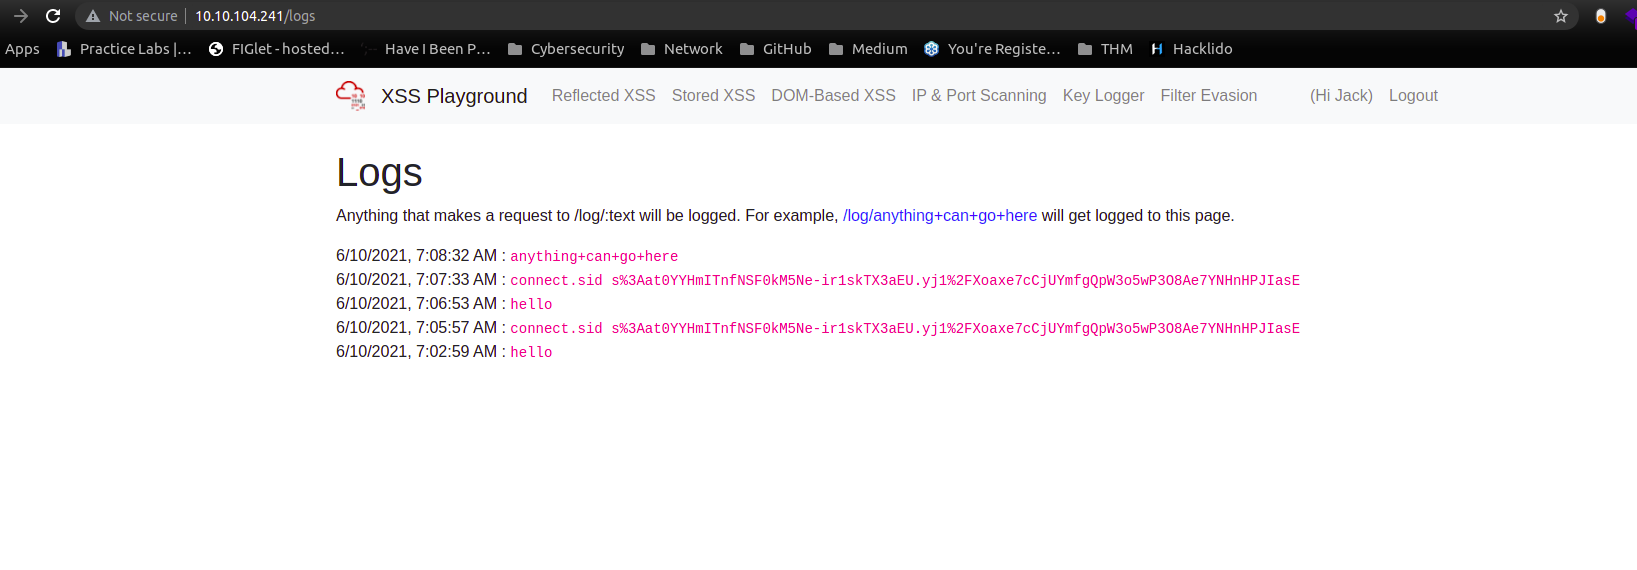 Not secure | 10.10.104.241/logs
Apps Practice Labs |... FIGlet - hosted... Have I Been P... Cybersecurity Network GitHub Medium You're Registe... THM Hacklido
XSS Playground Reflected XSS Stored XSS DOM-Based XSS IP & Port Scanning Key Logger Filter Evasion (Hi Jack) Logout
Logs
Anything that makes a request to /log/:text will be logged. For example, /log/anything+can+go+here will get logged to this page.
6/10/2021, 7:08:32 AM : anything+can+go+here
6/10/2021, 7:07:33 AM : connect.sid s%3Aat0YYHmITnfNSF0kM5Ne-ir1skTX3aEU.yj1%2FXoaxe7cCjUYmfgQpW3o5wP3O8Ae7YNHnHPJIasE
6/10/2021, 7:06:53 AM : hello
6/10/2021, 7:05:57 AM : connect.sid s%3Aat0YYHmITnfNSF0kM5Ne-ir1skTX3aEU.yj1%2FXoaxe7cCjUYmfgQpW3o5wP3O8Ae7YNHnHPJIasE
6/10/2021, 7:02:59 AM : hello